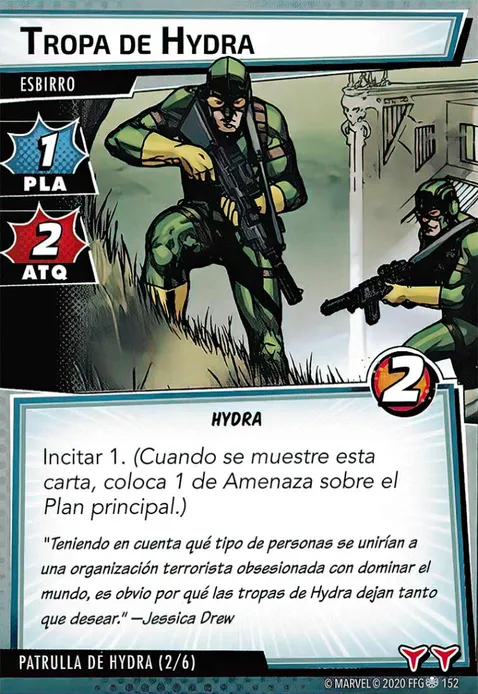 Tropa de Hydra
ESBIRRO
1
PLA
2
ATQ
2
HYDRA
Incitar 1. (Cuando se muestre esta
carta, coloca 1 de Amenaza sobre el
Plan principal.)
"Teniendo en cuenta qué tipo de personas se unirían a
una organización terrorista obsesionada con dominar el
mundo, es obvio por qué las tropas de Hydra dejan tanto
que desear." —Jessica Drew
PATRULLA DE HYDRA (2/6)
© MARVEL © 2020 FFG 152